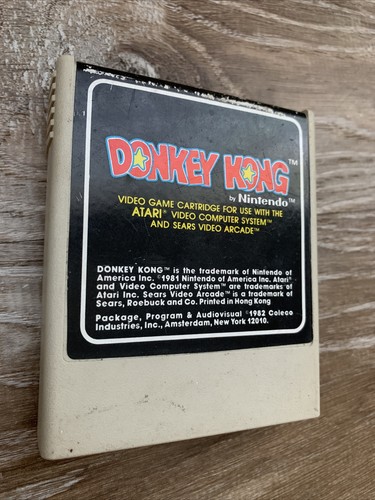 DONKEY KONG™
by Nintendo™
VIDEO GAME CARTRIDGE FOR USE WITH THE
ATARI® VIDEO COMPUTER SYSTEM™
AND SEARS VIDEO ARCADE™
DONKEY KONG™ is the trademark of Nintendo of
America Inc. ©1981 Nintendo of America Inc. Atari®
and Video Computer System™ are trademarks of
Atari Inc. Sears Video Arcade™ is a trademark of
Sears, Roebuck and Co. Printed in Hong Kong
Package, Program & Audiovisual ©1982 Coleco
Industries, Inc., Amsterdam, New York 12010.